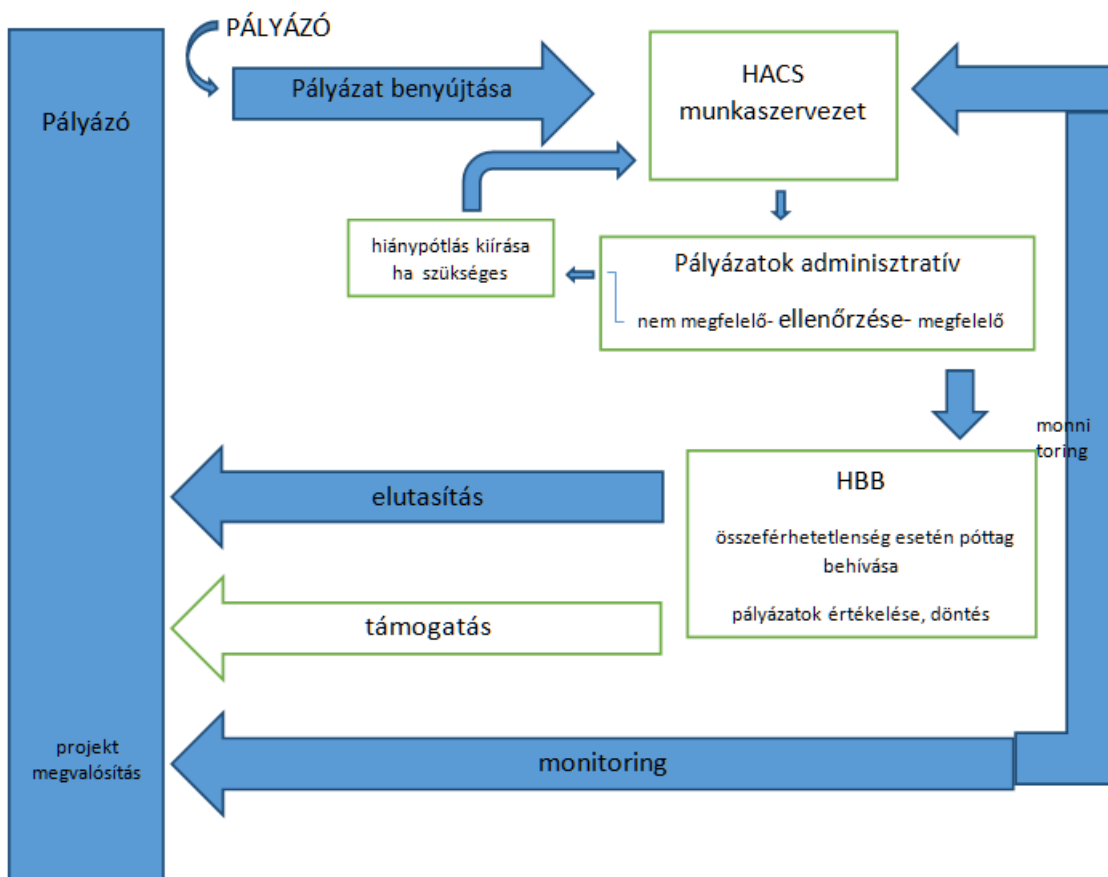 PÁLYÁZÓ
Pályázó
Pályázat benyújtása
HACS
munkaszervezet
hiánypótlás kiírása
ha szükséges
Pályázatok adminisztratív
nem megfelelő- ellenőrzése- megfelelő
monni
toring
HBB
összeférhetetlenség esetén póttag
behívása
pályázatok értékelése, döntés
elutasítás
támogatás
projekt
megvalósítás
monitoring